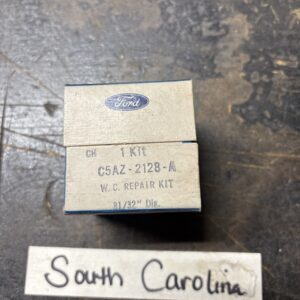 Ford
CH 1 Kit
C5AZ-2128-A
W. C. REPAIR KIT
81/32" Dia.
South Carolina